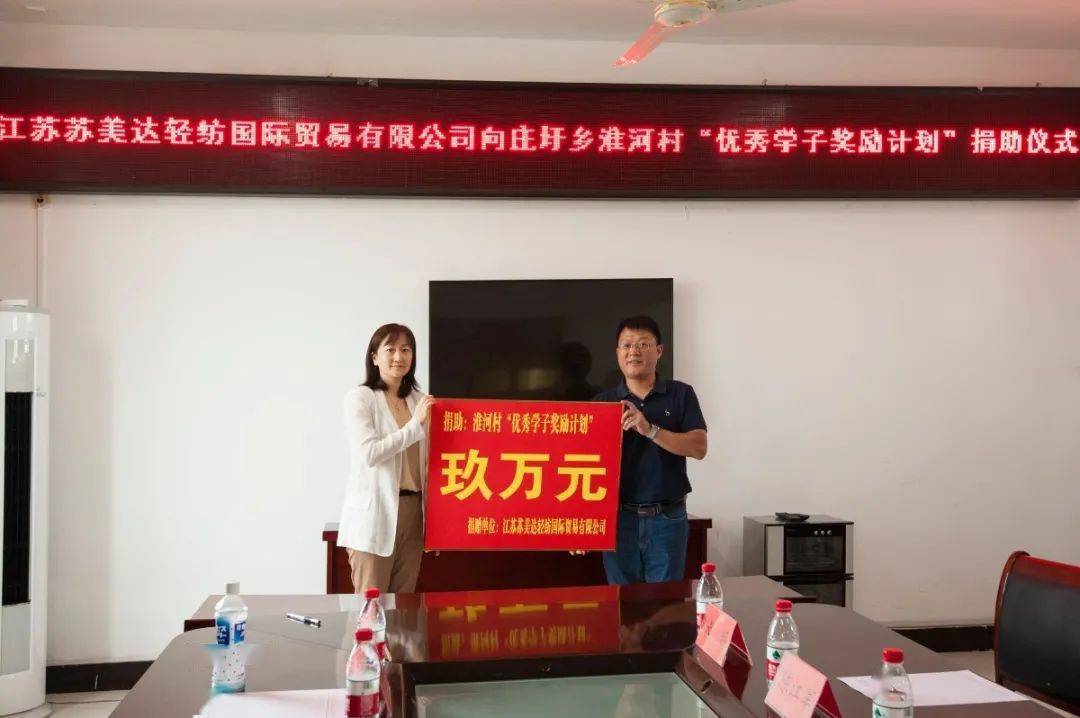 江苏苏美达轻纺国际贸易有限公司向庄圩乡淮河村“优秀学子奖励计划”捐助仪式
捐助：淮河村“优秀学子奖励计划”
玖万元
捐赠单位：江苏苏美达轻纺国际贸易有限公司